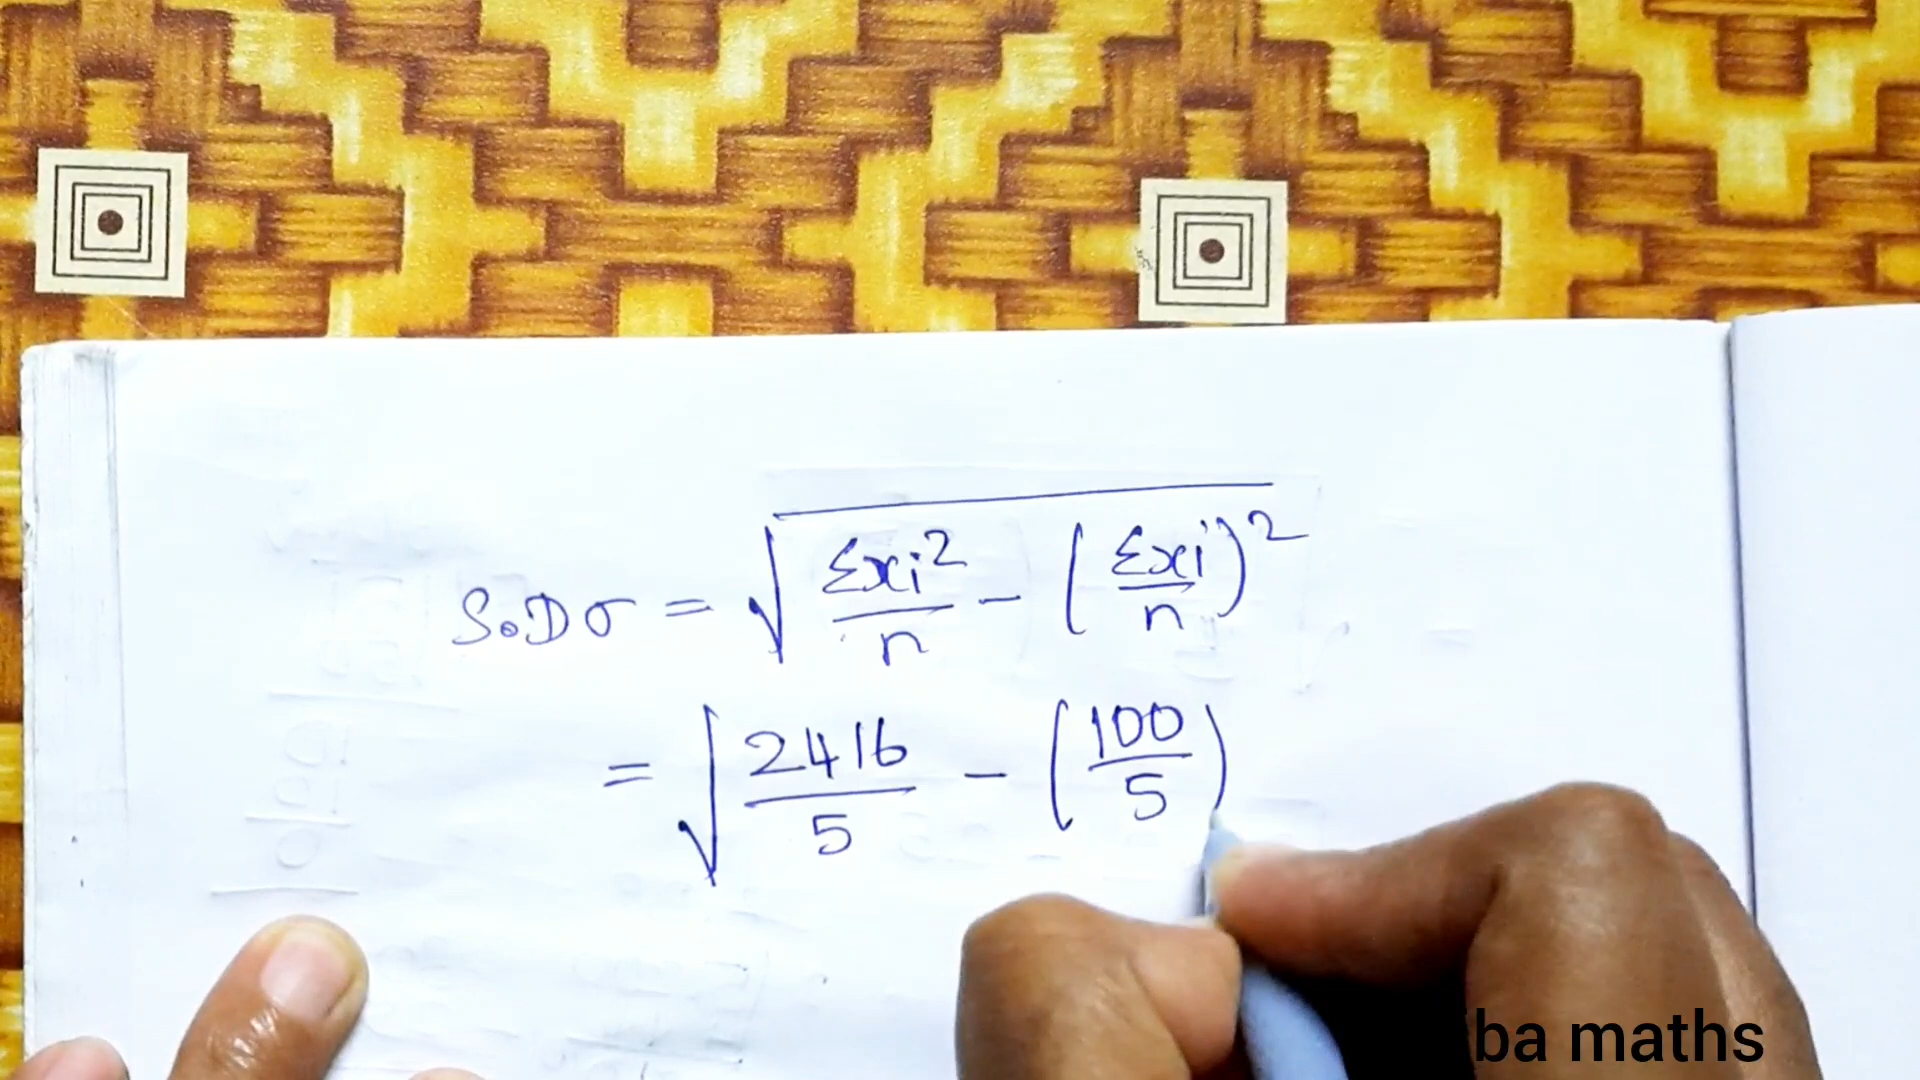 S.D σ = √ Σxi²/n - (Σxi/n)²
= √ 2416/5 - (100/5)
ba maths